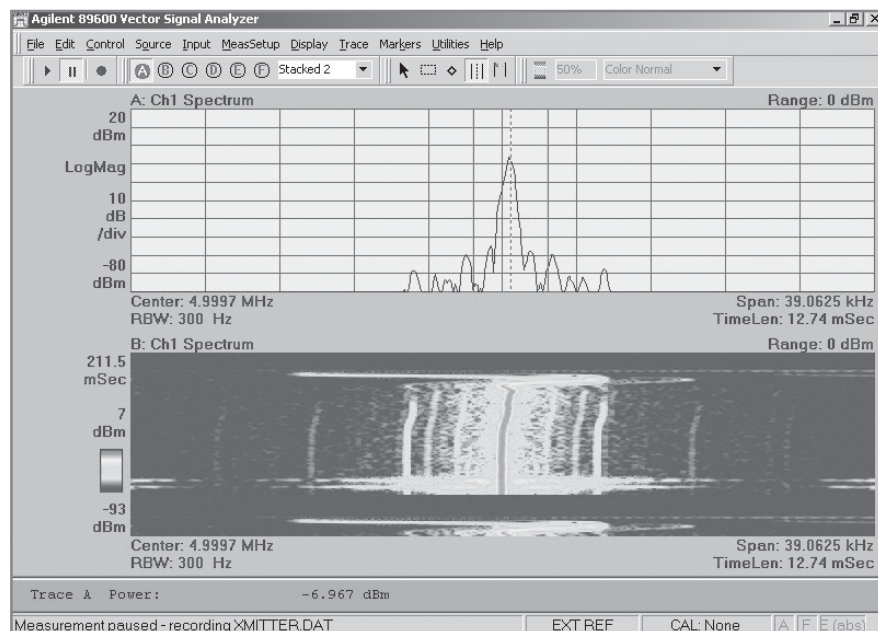 Agilent 89600 Vector Signal Analyzer
File Edit Control Source Input MeasSetup Display Trace Markers Utilities Help
A B C D E F Stacked 2 50% Color Normal
A: Ch1 Spectrum Range: 0 dBm
20
dBm
LogMag
10
dB
/div
-80
dBm
Center: 4.9997 MHz Span: 39.0625 kHz
RBW: 300 Hz TimeLen: 12.74 mSec
B: Ch1 Spectrum Range: 0 dBm
211.5
mSec
7
dBm
-93
dBm
Center: 4.9997 MHz Span: 39.0625 kHz
RBW: 300 Hz TimeLen: 12.74 mSec
Trace A Power: -6.967 dBm
Measurement paused - recording XMITTER.DAT EXT REF CAL: None A F E (abs)